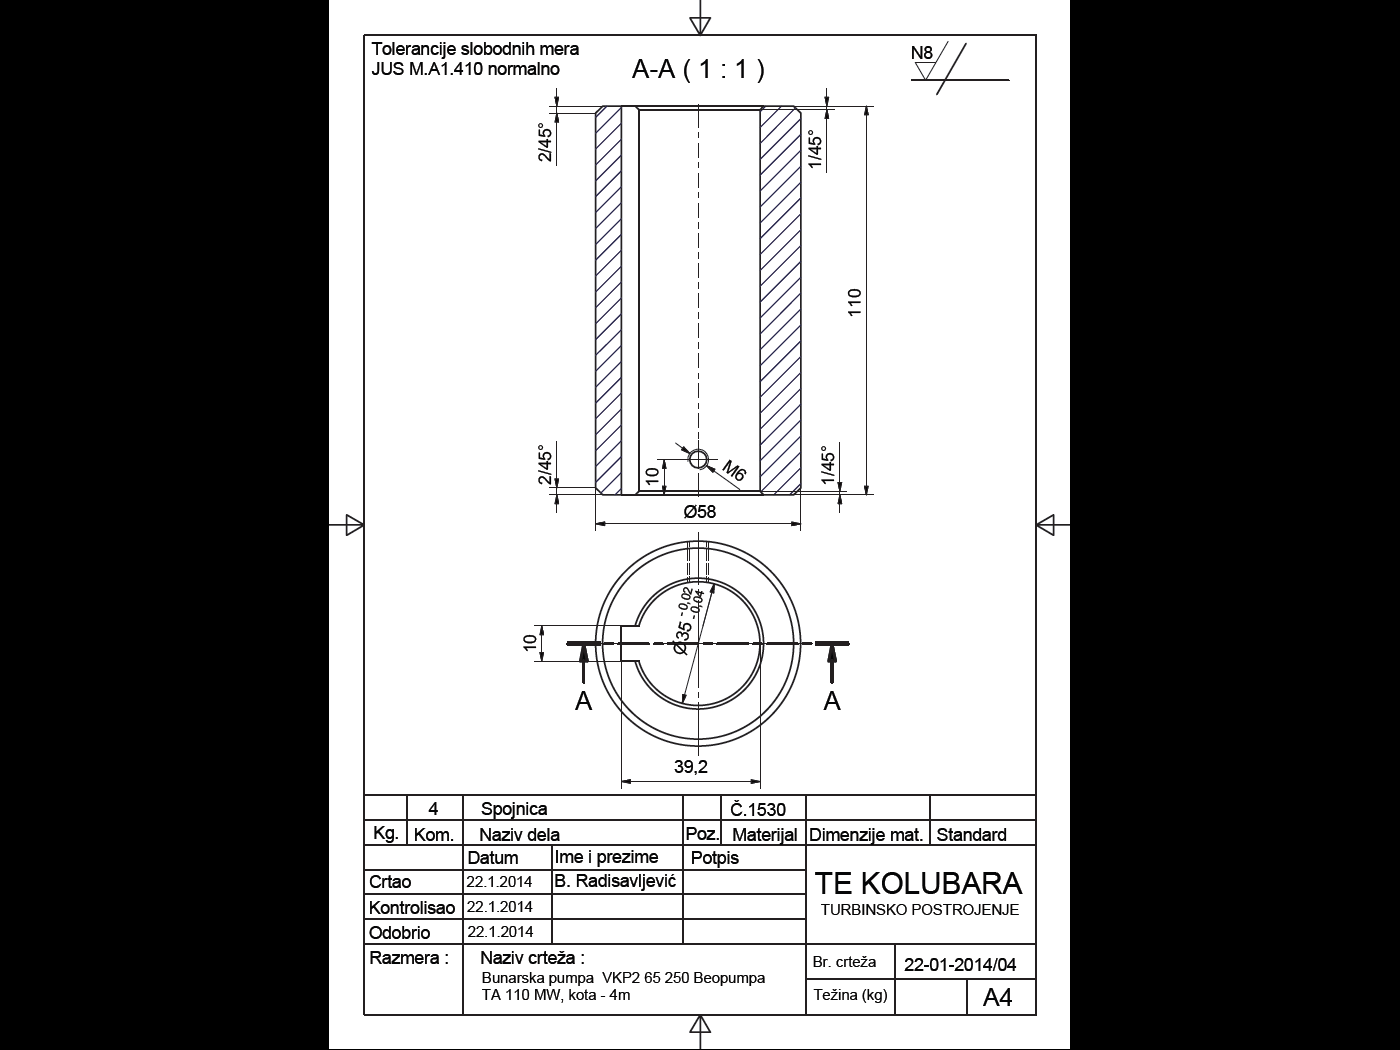 Tolerancije slobodnih mera
JUS M.A1.410 normalno
A-A ( 1 : 1 )
N8
2/45°
1/45°
110
2/45°
1/45°
10
M6
Ø58
Ø35 -0,02 -0,04
10
A
A
39,2
4 Spojnica Č.1530
Kg. Kom. Naziv dela Poz. Materijal Dimenzije mat. Standard
Datum Ime i prezime Potpis
Crtao 22.1.2014 B. Radisavljević
Kontrolisao 22.1.2014
Odobrio 22.1.2014
TE KOLUBARA
TURBINSKO POSTROJENJE
Razmera : Naziv crteža :
Bunarska pumpa VKP2 65 250 Beopumpa
TA 110 MW, kota - 4m
Br. crteža 22-01-2014/04
Težina (kg) A4